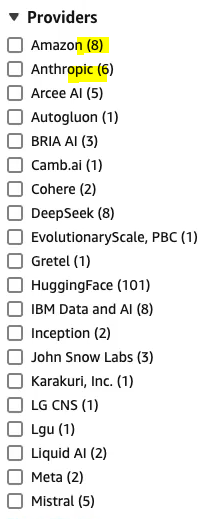 Providers
Amazon (8)
Anthropic (6)
Arcee AI (5)
Autogluon (1)
BRIA AI (3)
Camb.ai (1)
Cohere (2)
DeepSeek (8)
EvolutionaryScale, PBC (1)
Gretel (1)
HuggingFace (101)
IBM Data and AI (8)
Inception (2)
John Snow Labs (3)
Karakuri, Inc. (1)
LG CNS (1)
Lgu (1)
Liquid AI (2)
Meta (2)
Mistral (5)